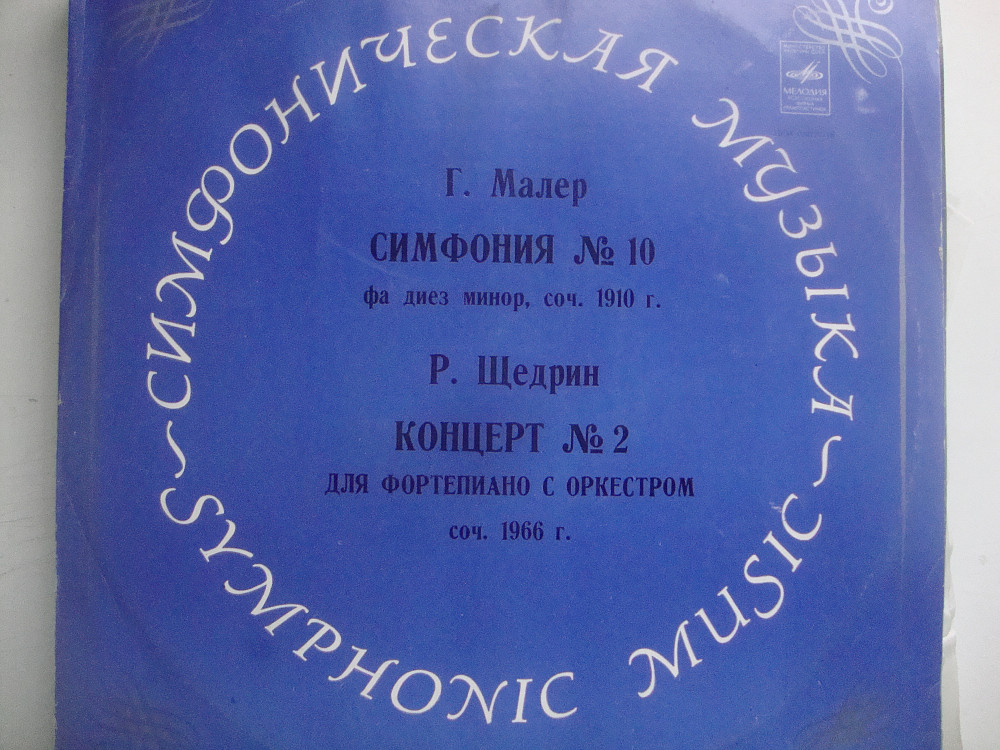 СИМФОНИЧЕСКАЯ МУЗЫКА
МЕЛОДИЯ
Г. Малер
СИМФОНИЯ № 10
фа диез минор, соч. 1910 г.
Р. Щедрин
КОНЦЕРТ № 2
ДЛЯ ФОРТЕПИАНО С ОРКЕСТРОМ
соч. 1966 г.
SYMPHONIC MUSIC